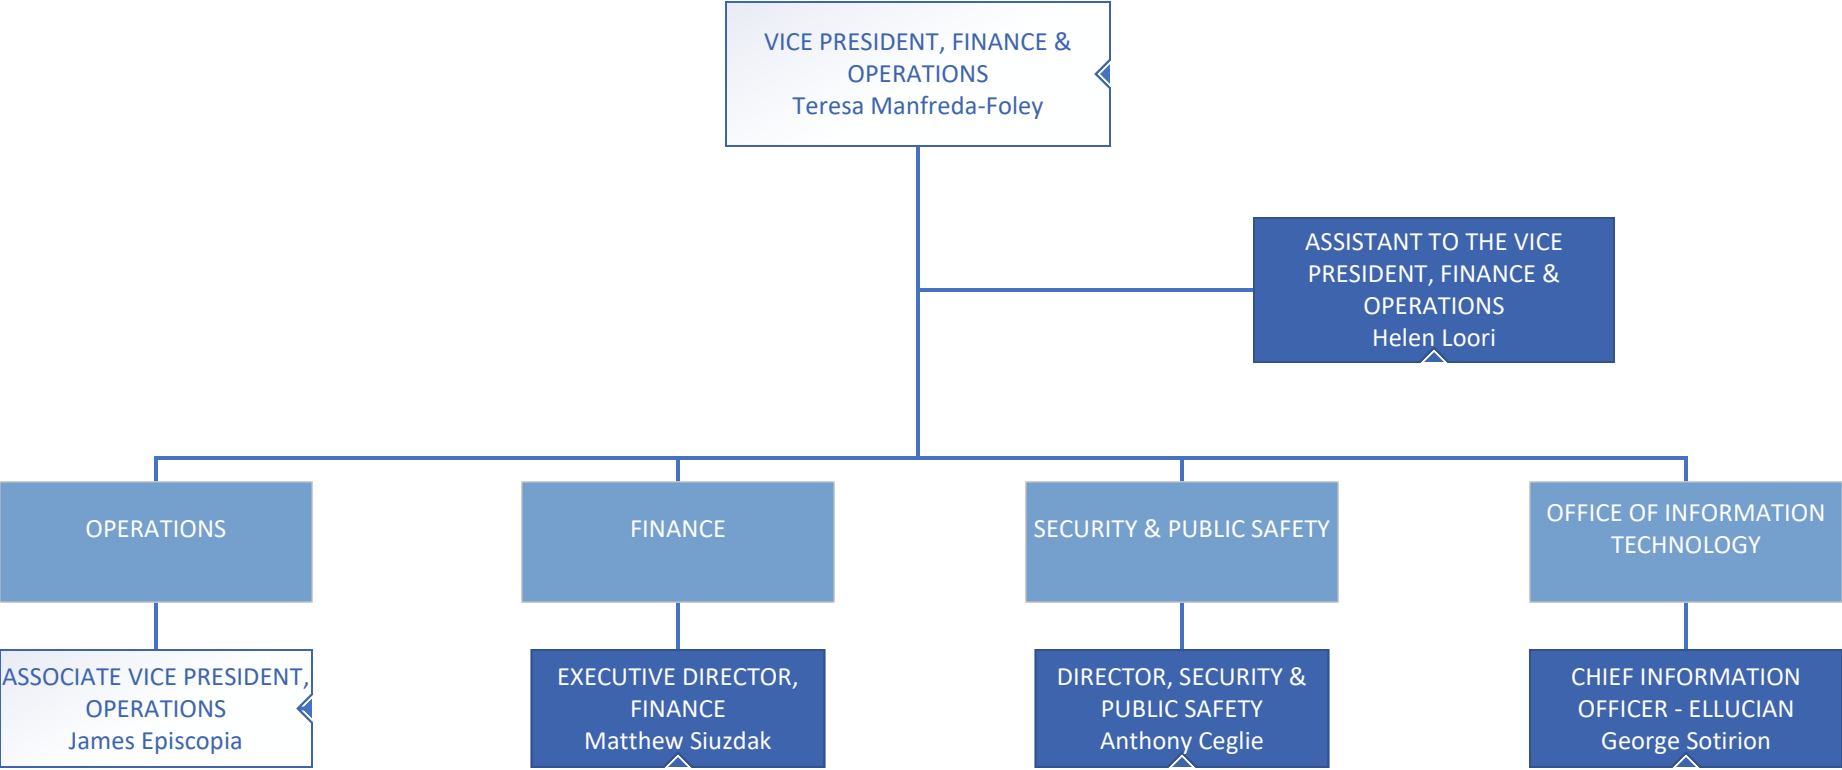 VICE PRESIDENT, FINANCE &
OPERATIONS
Teresa Manfreda-Foley
ASSISTANT TO THE VICE
PRESIDENT, FINANCE &
OPERATIONS
Helen Loori
OPERATIONS
FINANCE
SECURITY & PUBLIC SAFETY
OFFICE OF INFORMATION
TECHNOLOGY
ASSOCIATE VICE PRESIDENT,
OPERATIONS
James Episcopia
EXECUTIVE DIRECTOR,
FINANCE
Matthew Siuzdak
DIRECTOR, SECURITY &
PUBLIC SAFETY
Anthony Ceglie
CHIEF INFORMATION
OFFICER - ELLUCIAN
George Sotirion